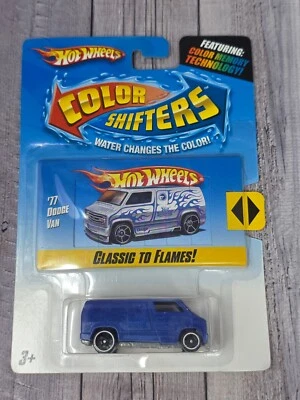 HOT WHEELS
FEATURING:
COLOR MEMORY
TECHNOLOGY!
COLOR
SHIFTERS
WATER CHANGES THE COLOR!
HOT WHEELS
'77
DODGE
VAN
CLASSIC TO FLAMES!
3+